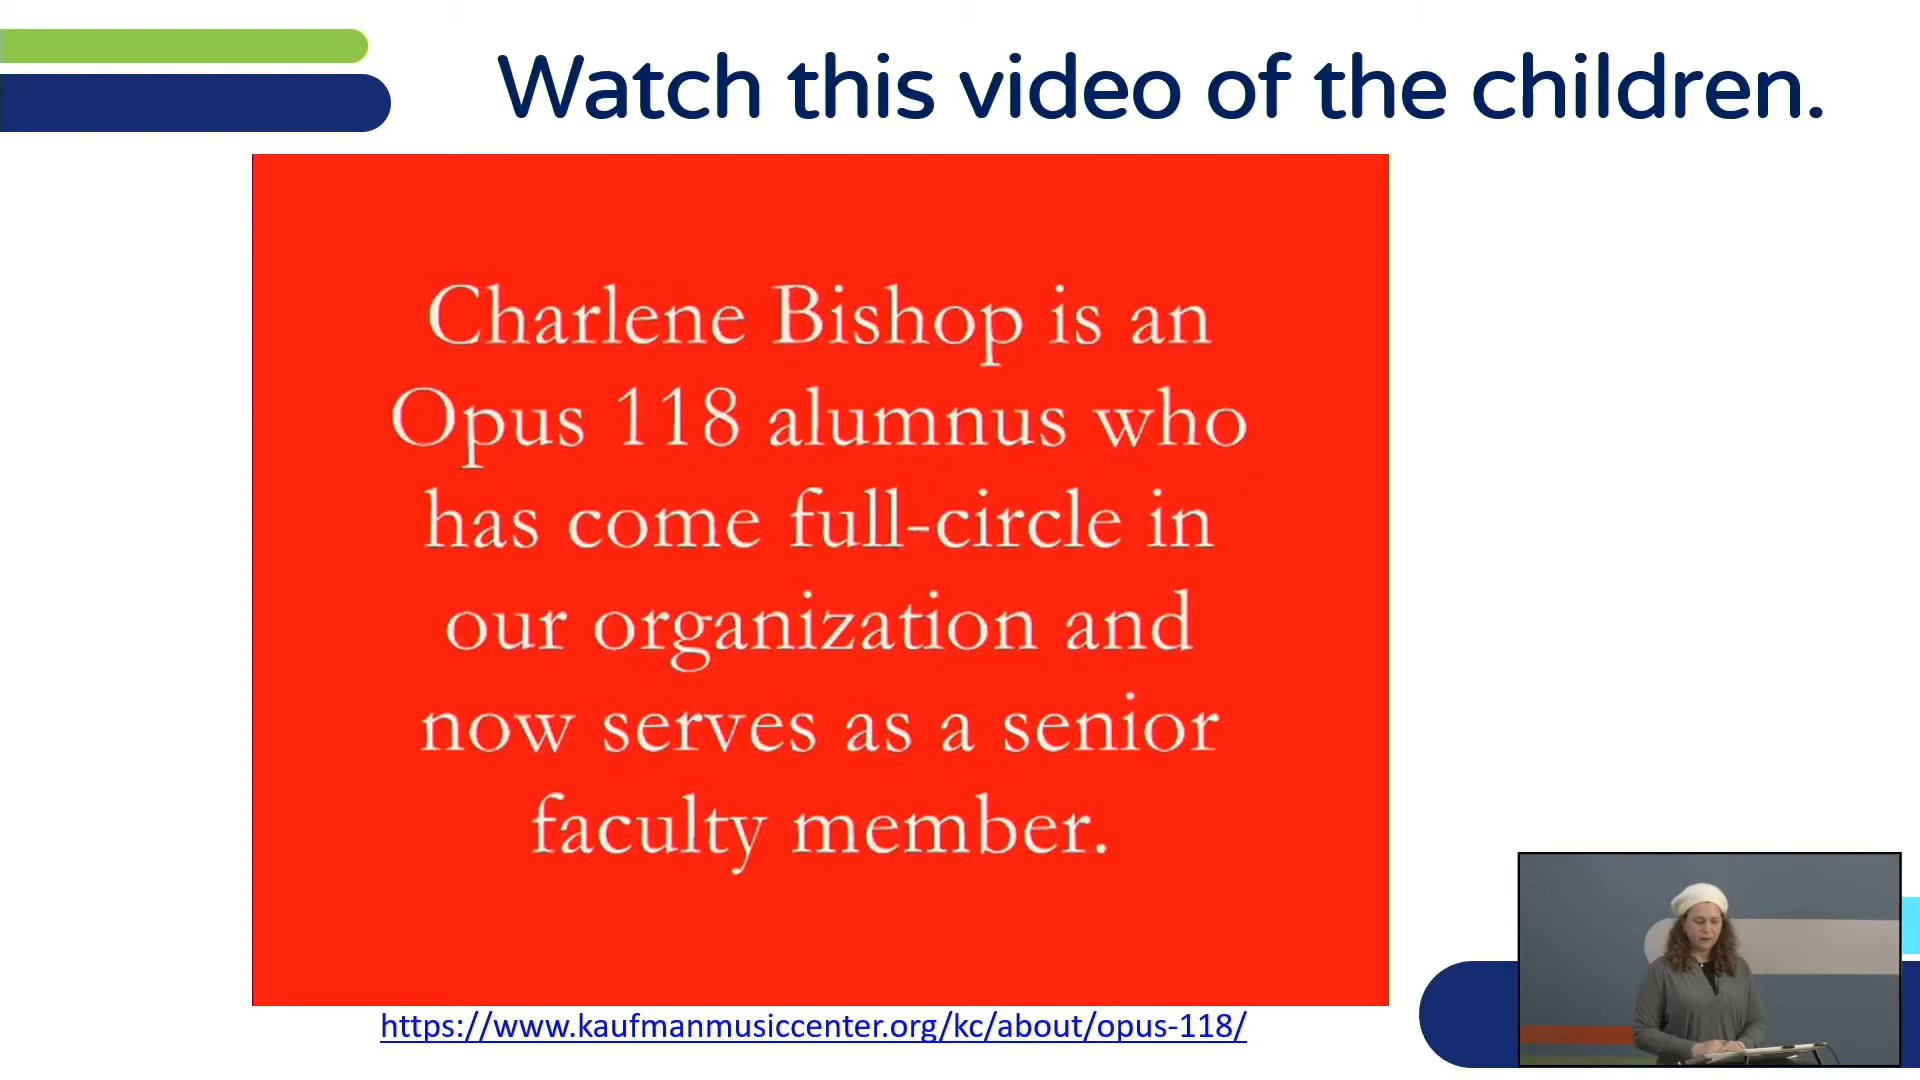 Watch this video of the children.
Charlene Bishop is an
Opus 118 alumnus who
has come full-circle in
our organization and
now serves as a senior
faculty member.
https://www.kaufmanmusiccenter.org/kc/about/opus-118/